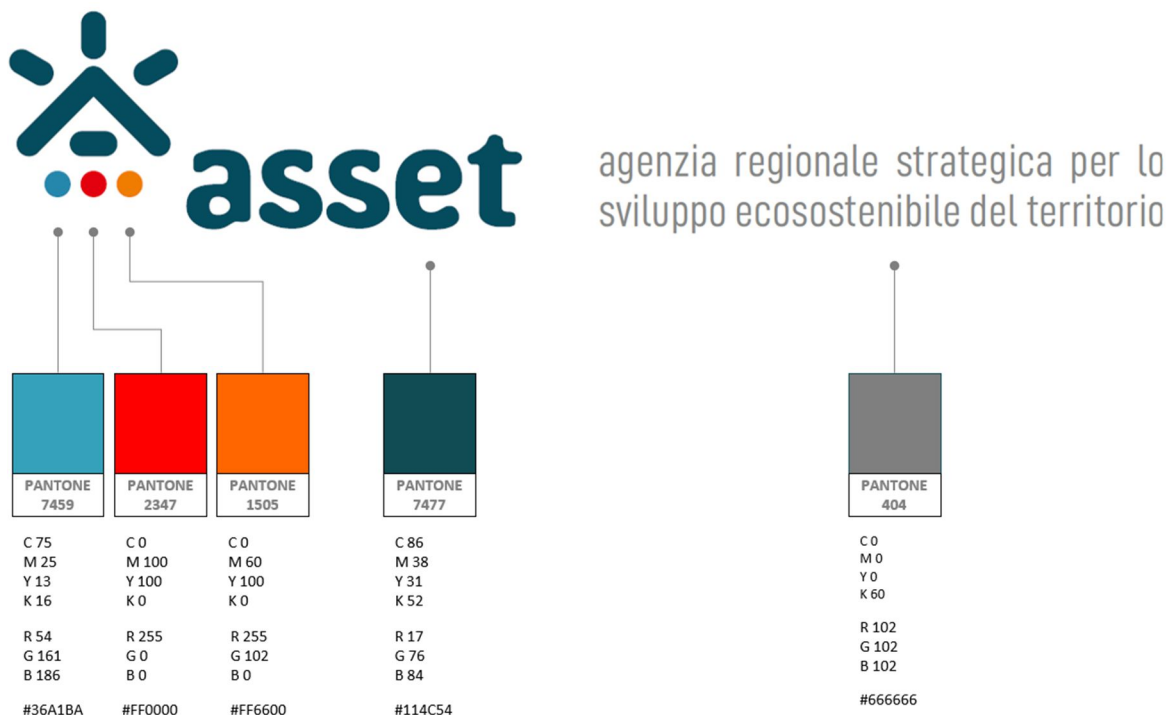 asset
agenzia regionale strategica per lo
sviluppo ecosostenibile del territorio
PANTONE
7459
C 75
M 25
Y 13
K 16
R 54
G 161
B 186
#36A1BA
PANTONE
2347
C 0
M 100
Y 100
K 0
R 255
G 0
B 0
#FF0000
PANTONE
1505
C 0
M 60
Y 100
K 0
R 255
G 102
B 0
#FF6600
PANTONE
7477
C 86
M 38
Y 31
K 52
R 17
G 76
B 84
#114C54
PANTONE
404
C 0
M 0
Y 0
K 60
R 102
G 102
B 102
#666666